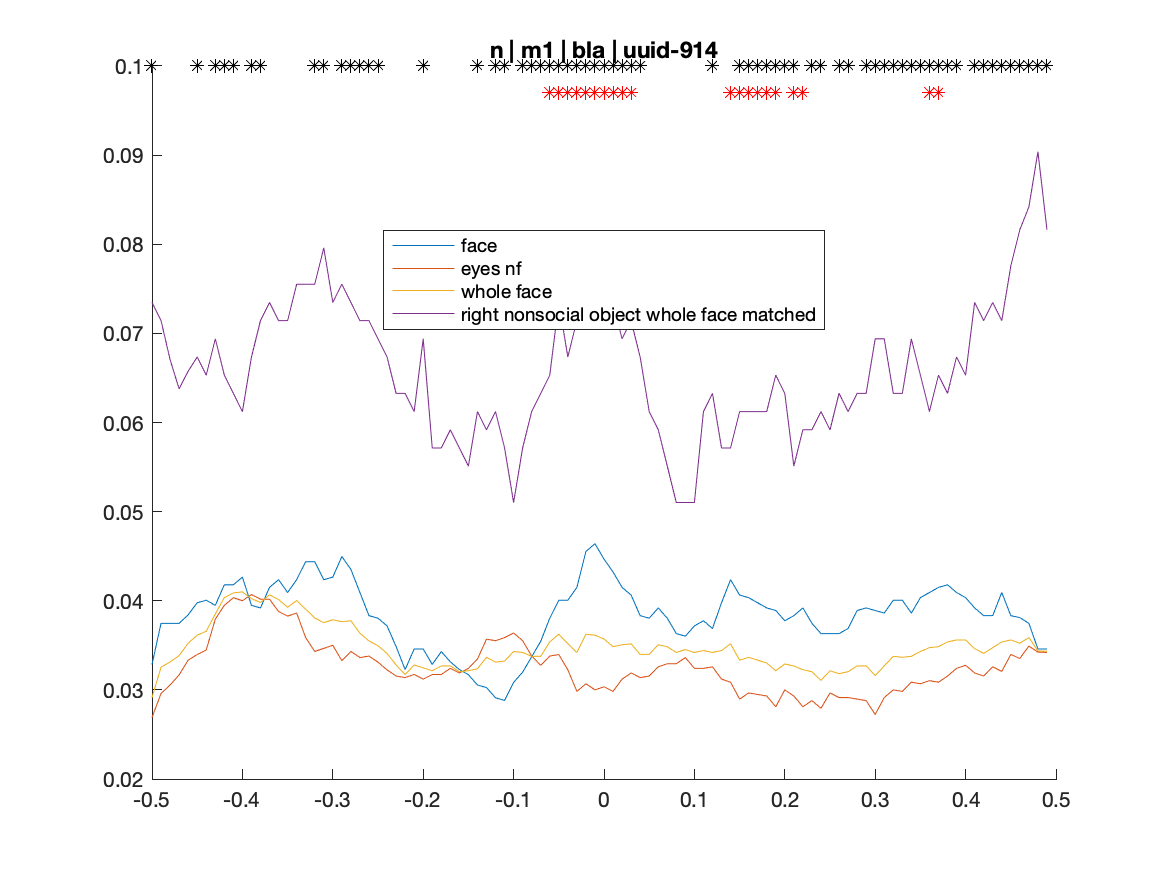 n | m1 | bla | uuid-914
0.1
0.09
0.08
0.07
0.06
0.05
0.04
0.03
0.02
face
eyes nf
whole face
right nonsocial object whole face matched
-0.5 -0.4 -0.3 -0.2 -0.1 0 0.1 0.2 0.3 0.4 0.5